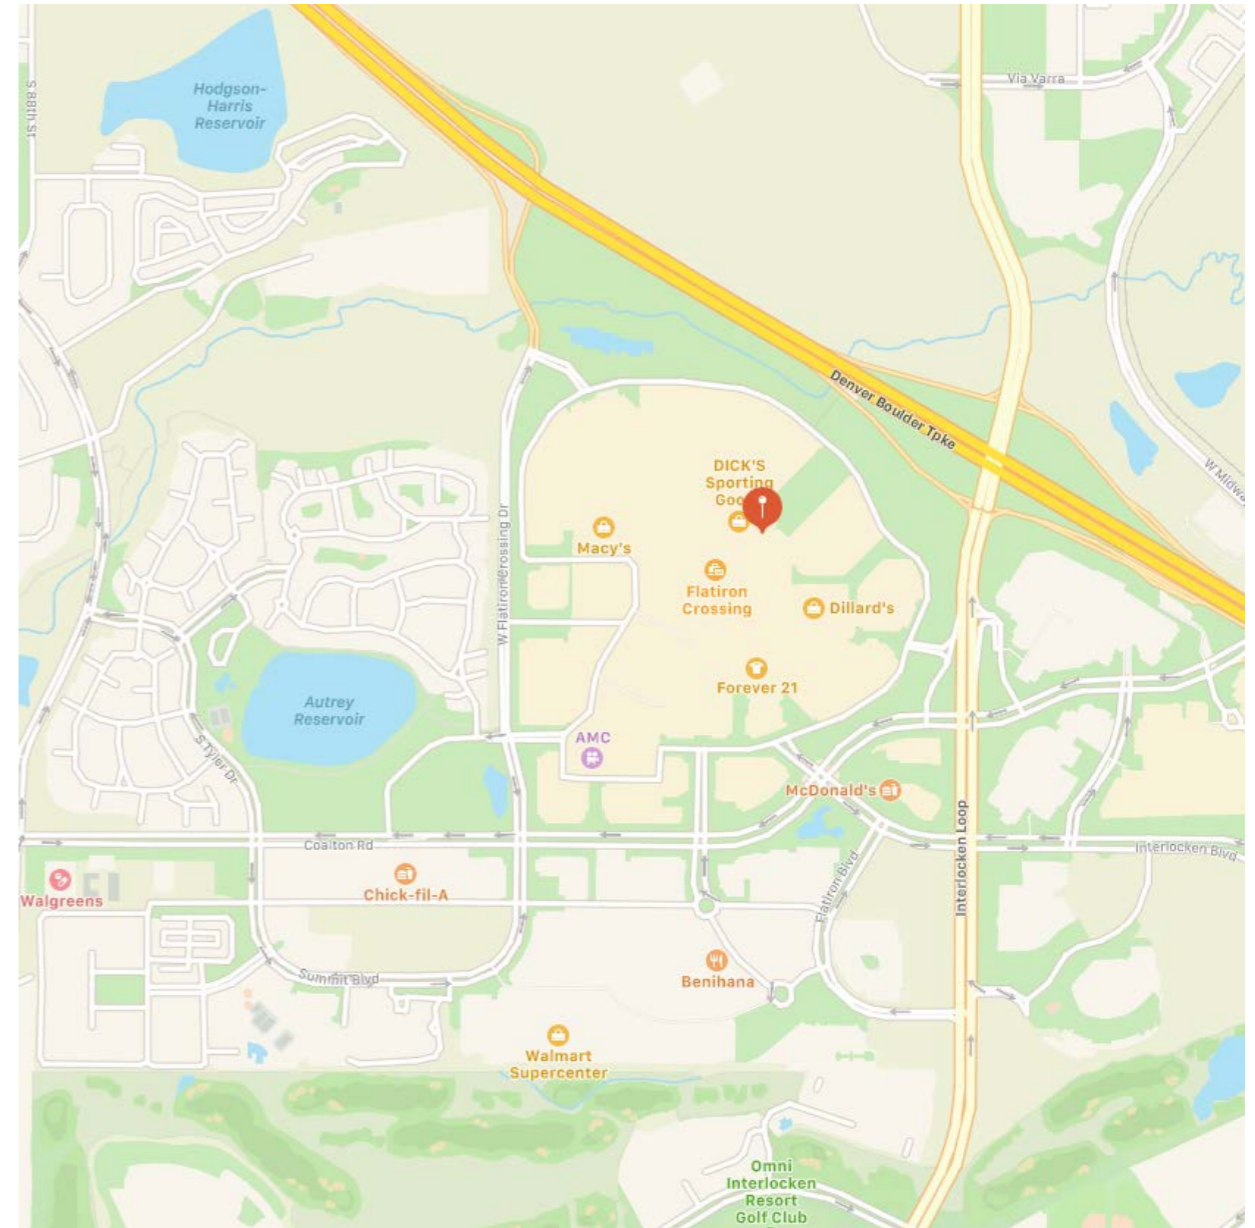 S 88th St
Hodgson-
Harris
Reservoir
Via Varra
Denver Boulder Tpke
W Midway
DICK'S
Sporting
Macy's
W Flatiron Crossing Dr
Flatiron
Crossing
Dillard's
Forever 21
Autrey
Reservoir
S Tyler Dr
AMC
McDonald's
Coalton Rd
Interlocken Loop
Interlocken Blvd
Walgreens
Chick-fil-A
Flatiron Blvd
Summit Blvd
Benihana
Walmart
Supercenter
Omni
Interlocken
Resort
Golf Club